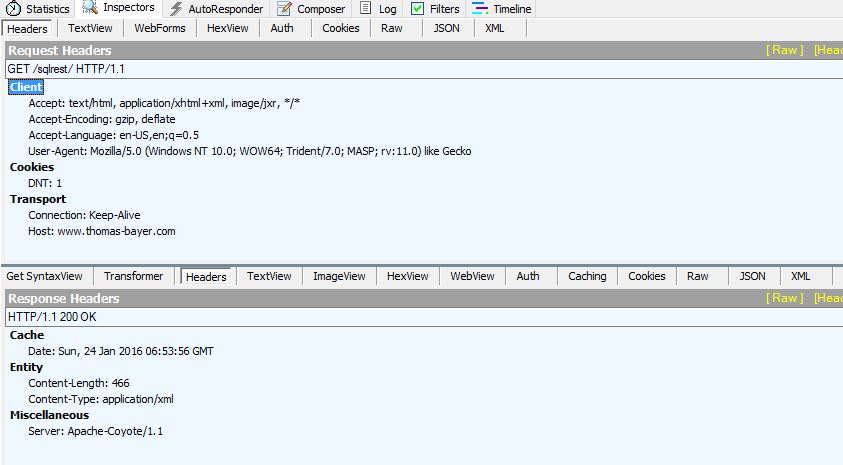 Statistics Inspectors AutoResponder Composer Log Filters Timeline
Headers TextView WebForms HexView Auth Cookies Raw JSON XML
Request Headers [ Raw ] [Head
GET /sqlrest/ HTTP/1.1
Client
Accept: text/html, application/xhtml+xml, image/jxr, */*
Accept-Encoding: gzip, deflate
Accept-Language: en-US,en;q=0.5
User-Agent: Mozilla/5.0 (Windows NT 10.0; WOW64; Trident/7.0; MASP; rv:11.0) like Gecko
Cookies
DNT: 1
Transport
Connection: Keep-Alive
Host: www.thomas-bayer.com
Get SyntaxView Transformer Headers TextView ImageView HexView WebView Auth Caching Cookies Raw JSON XML
Response Headers [ Raw ] [Head
HTTP/1.1 200 OK
Cache
Date: Sun, 24 Jan 2016 06:53:56 GMT
Entity
Content-Length: 466
Content-Type: application/xml
Miscellaneous
Server: Apache-Coyote/1.1